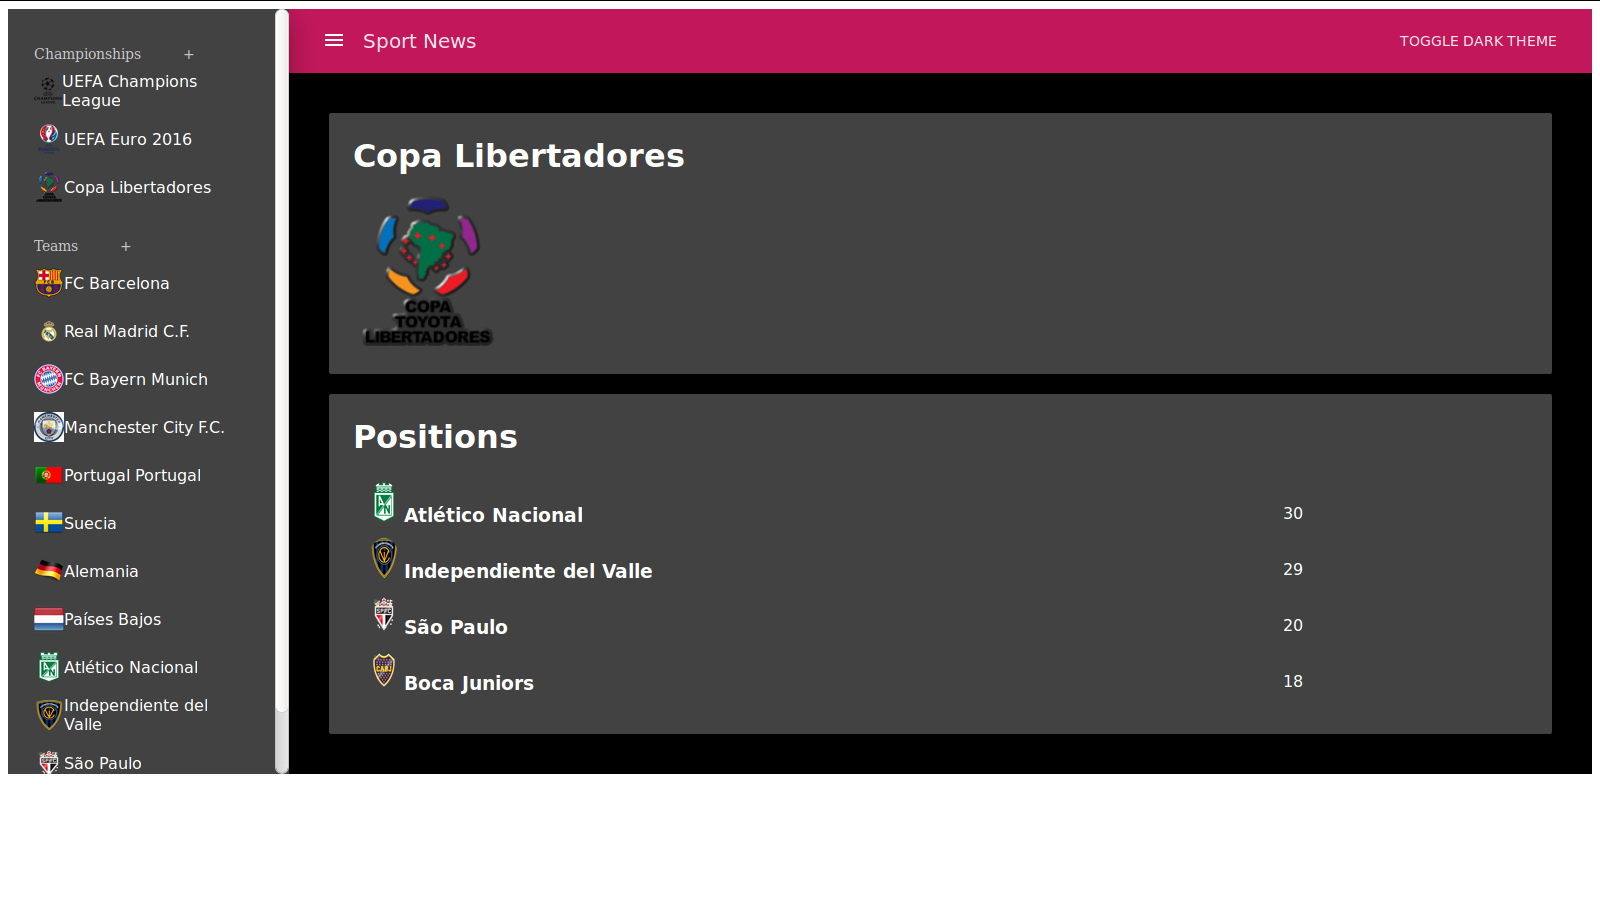 Championships +
UEFA Champions
League
UEFA Euro 2016
Copa Libertadores
Teams +
FC Barcelona
Real Madrid C.F.
FC Bayern Munich
Manchester City F.C.
Portugal Portugal
Suecia
Alemania
Países Bajos
Atlético Nacional
Independiente del
Valle
São Paulo
Sport News
TOGGLE DARK THEME
Copa Libertadores
COPA
TOYOTA
LIBERTADORES
Positions
Atlético Nacional 30
Independiente del Valle 29
São Paulo 20
Boca Juniors 18